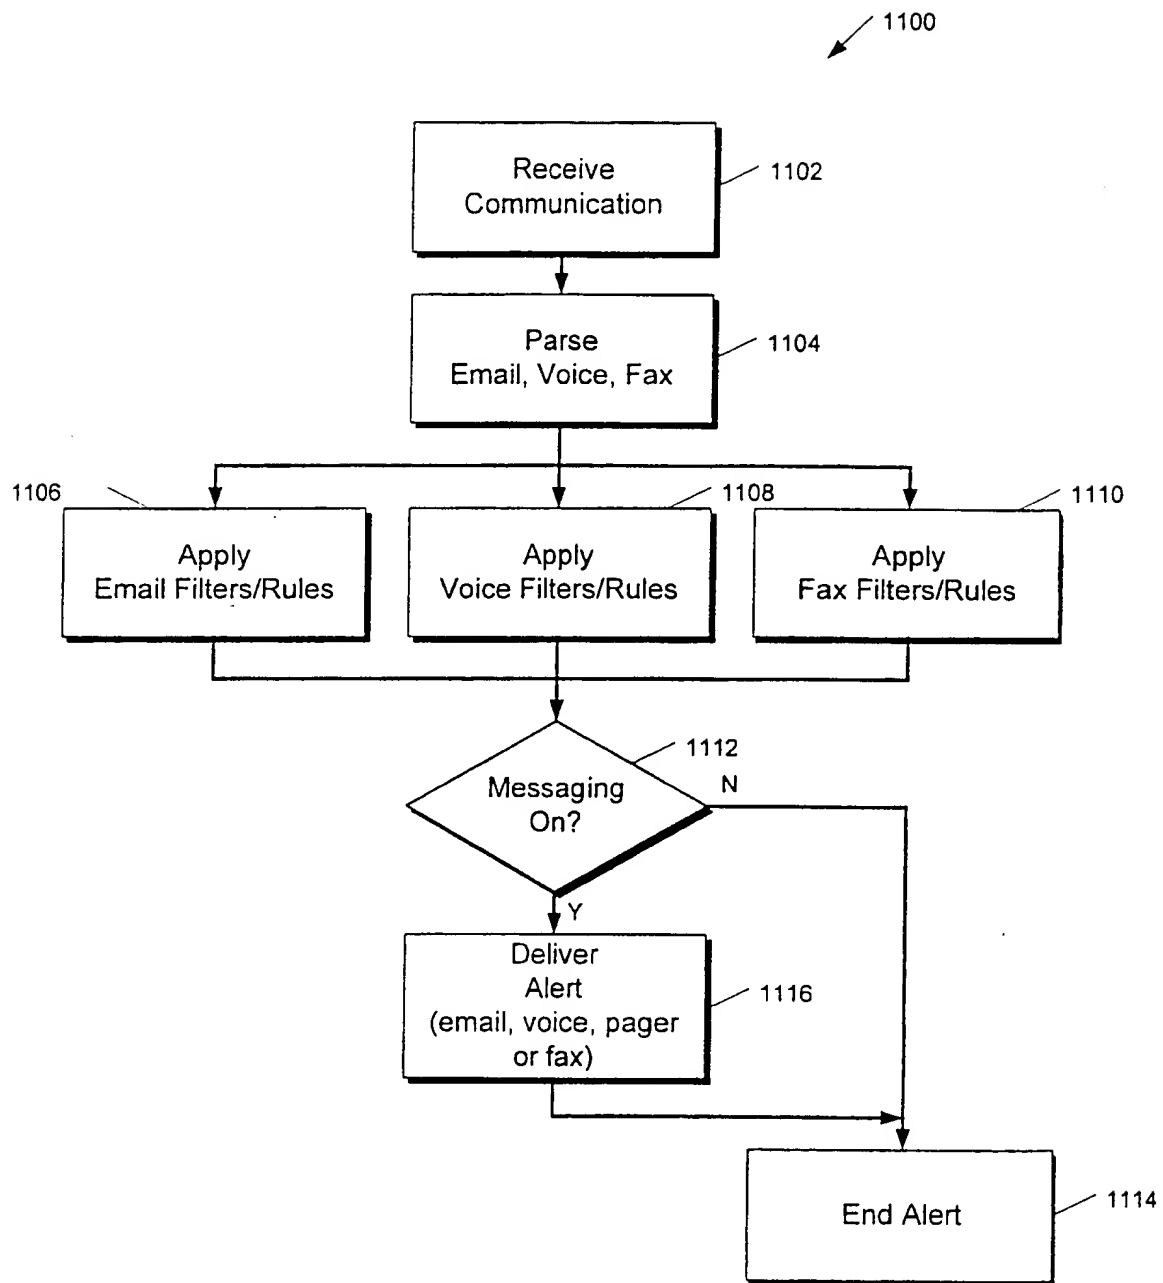 1100
Receive
Communication
1102
Parse
Email, Voice, Fax
1104
1106
Apply
Email Filters/Rules
1108
Apply
Voice Filters/Rules
1110
Apply
Fax Filters/Rules
1112
Messaging
On?
N
Y
Deliver
Alert
(email, voice, pager
or fax)
1116
End Alert
1114